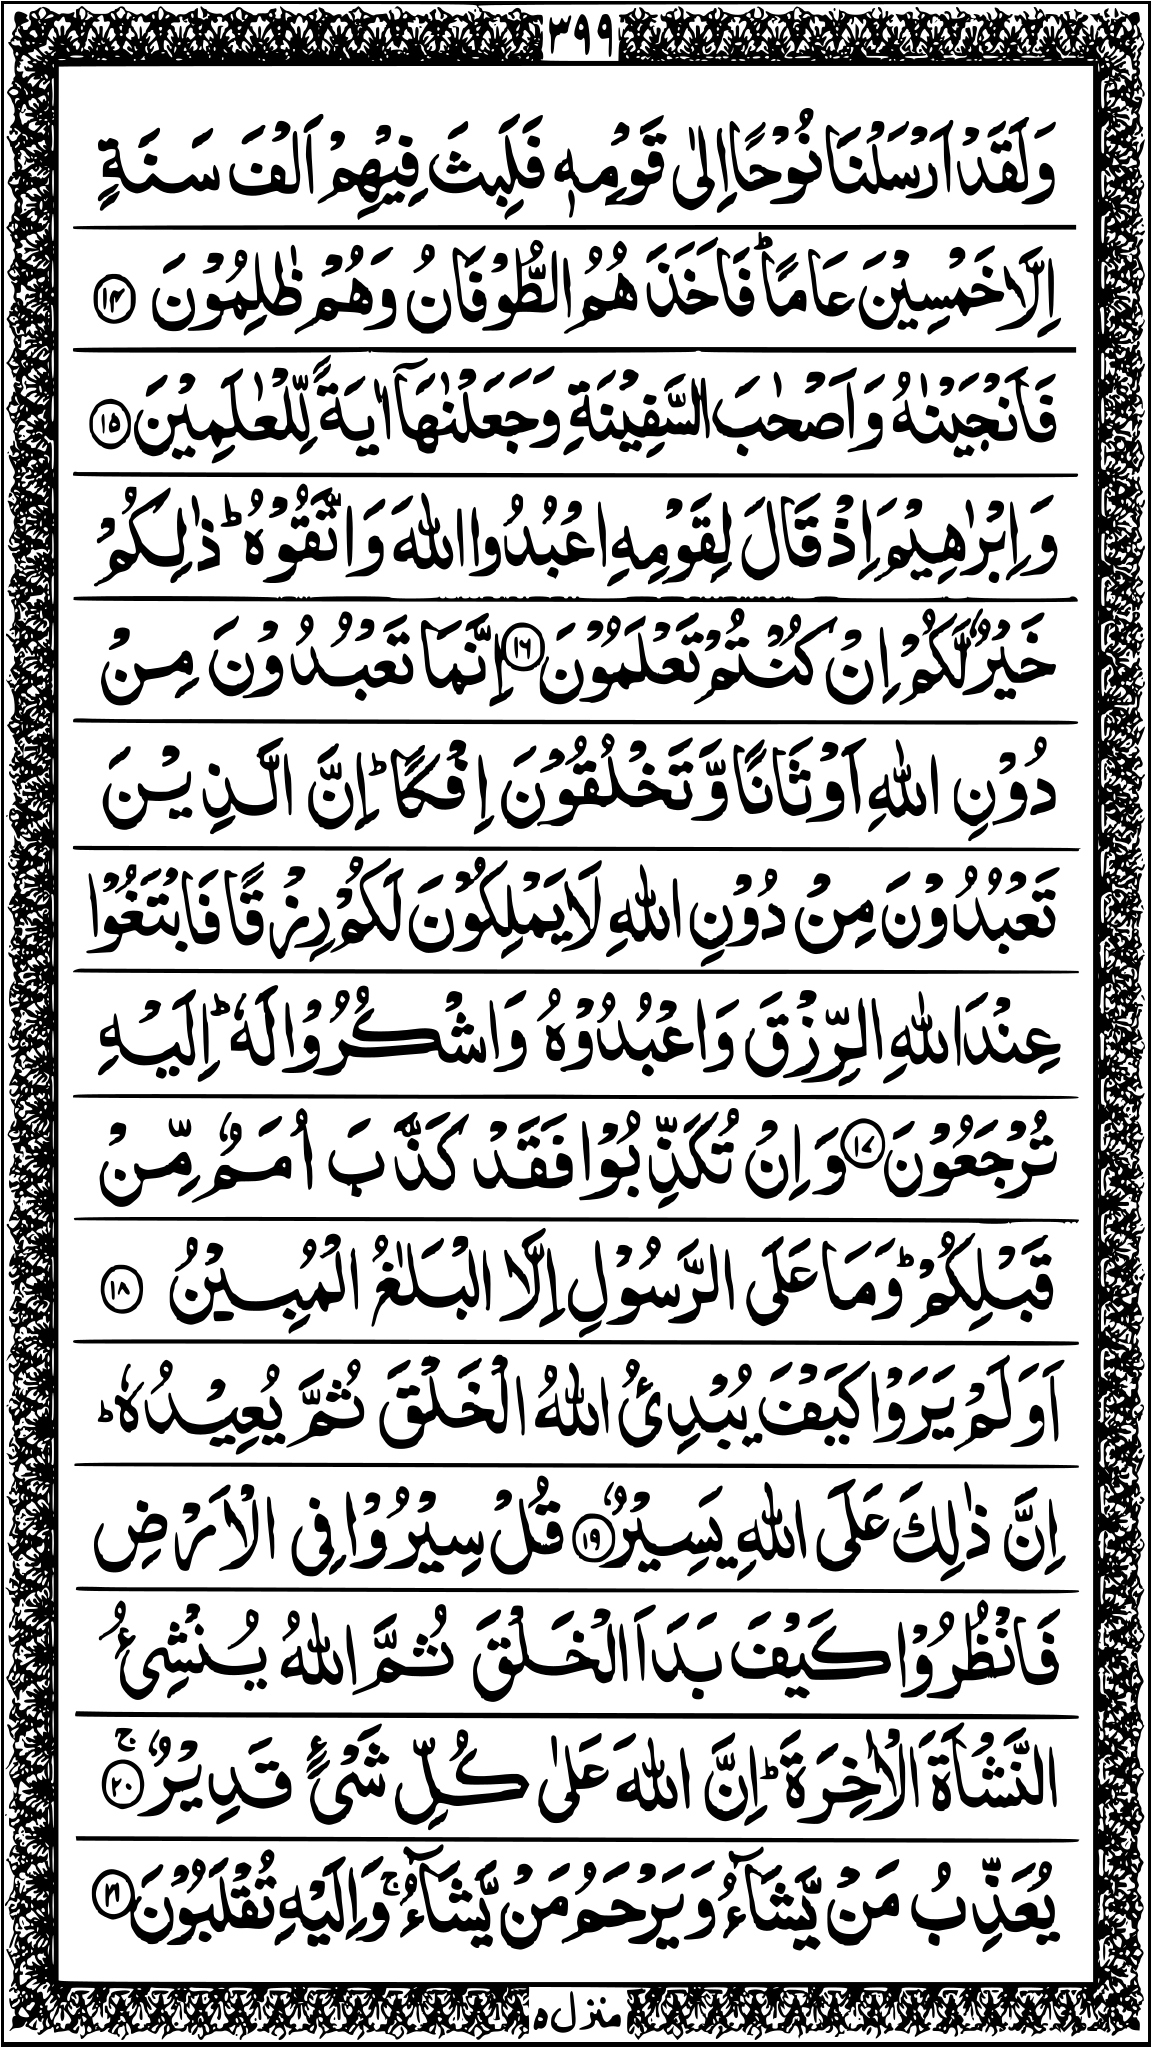 ۳۹۹
وَلَقَدْ اَرْسَلْنَا نُوْحًا اِلٰى قَوْمِهٖ فَلَبِثَ فِيْهِمْ اَلْفَ سَنَةٍ
اِلَّا خَمْسِيْنَ عَامًا ؕ فَاَخَذَهُمُ الطُّوْفَانُ وَهُمْ ظٰلِمُوْنَ ۱۴
فَاَنْجَيْنٰهُ وَاَصْحٰبَ السَّفِيْنَةِ وَجَعَلْنٰهَاۤ اٰيَةً لِّلْعٰلَمِيْنَ ۱۵
وَاِبْرٰهِيْمَ اِذْ قَالَ لِقَوْمِهِ اعْبُدُوا اللّٰهَ وَاتَّقُوْهُ ؕ ذٰلِكُمْ
خَيْرٌ لَّكُمْ اِنْ كُنْتُمْ تَعْلَمُوْنَ ۱۶ اِنَّمَا تَعْبُدُوْنَ مِنْ
دُوْنِ اللّٰهِ اَوْثَانًا وَّتَخْلُقُوْنَ اِفْكًا ؕ اِنَّ الَّذِيْنَ
تَعْبُدُوْنَ مِنْ دُوْنِ اللّٰهِ لَا يَمْلِكُوْنَ لَكُمْ رِزْقًا فَابْتَغُوْا
عِنْدَ اللّٰهِ الرِّزْقَ وَاعْبُدُوْهُ وَاشْكُرُوْا لَهٗ ؕ اِلَيْهِ
تُرْجَعُوْنَ ۱۷ وَاِنْ تُكَذِّبُوْا فَقَدْ كَذَّبَ اُمَمٌ مِّنْ
قَبْلِكُمْ ؕ وَمَا عَلَى الرَّسُوْلِ اِلَّا الْبَلٰغُ الْمُبِيْنُ ۱۸
اَوَلَمْ يَرَوْا كَيْفَ يُبْدِئُ اللّٰهُ الْخَلْقَ ثُمَّ يُعِيْدُهٗ ؕ
اِنَّ ذٰلِكَ عَلَى اللّٰهِ يَسِيْرٌ ۱۹ قُلْ سِيْرُوْا فِى الْاَرْضِ
فَانْظُرُوْا كَيْفَ بَدَاَ الْخَلْقَ ثُمَّ اللّٰهُ يُنْشِئُ
النَّشْاَةَ الْاٰخِرَةَ ؕ اِنَّ اللّٰهَ عَلٰى كُلِّ شَىْءٍ قَدِيْرٌ ۚ ۲۰
يُعَذِّبُ مَنْ يَّشَآءُ وَيَرْحَمُ مَنْ يَّشَآءُ ۚ وَاِلَيْهِ تُقْلَبُوْنَ ۲۱
منزل ۵